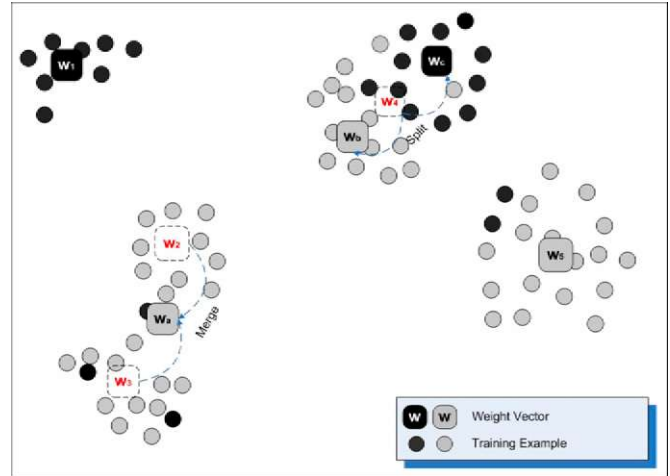 W1
W4
Wc
Wb
Split
W2
W5
Wa
Merge
W3
W W Weight Vector
Training Example